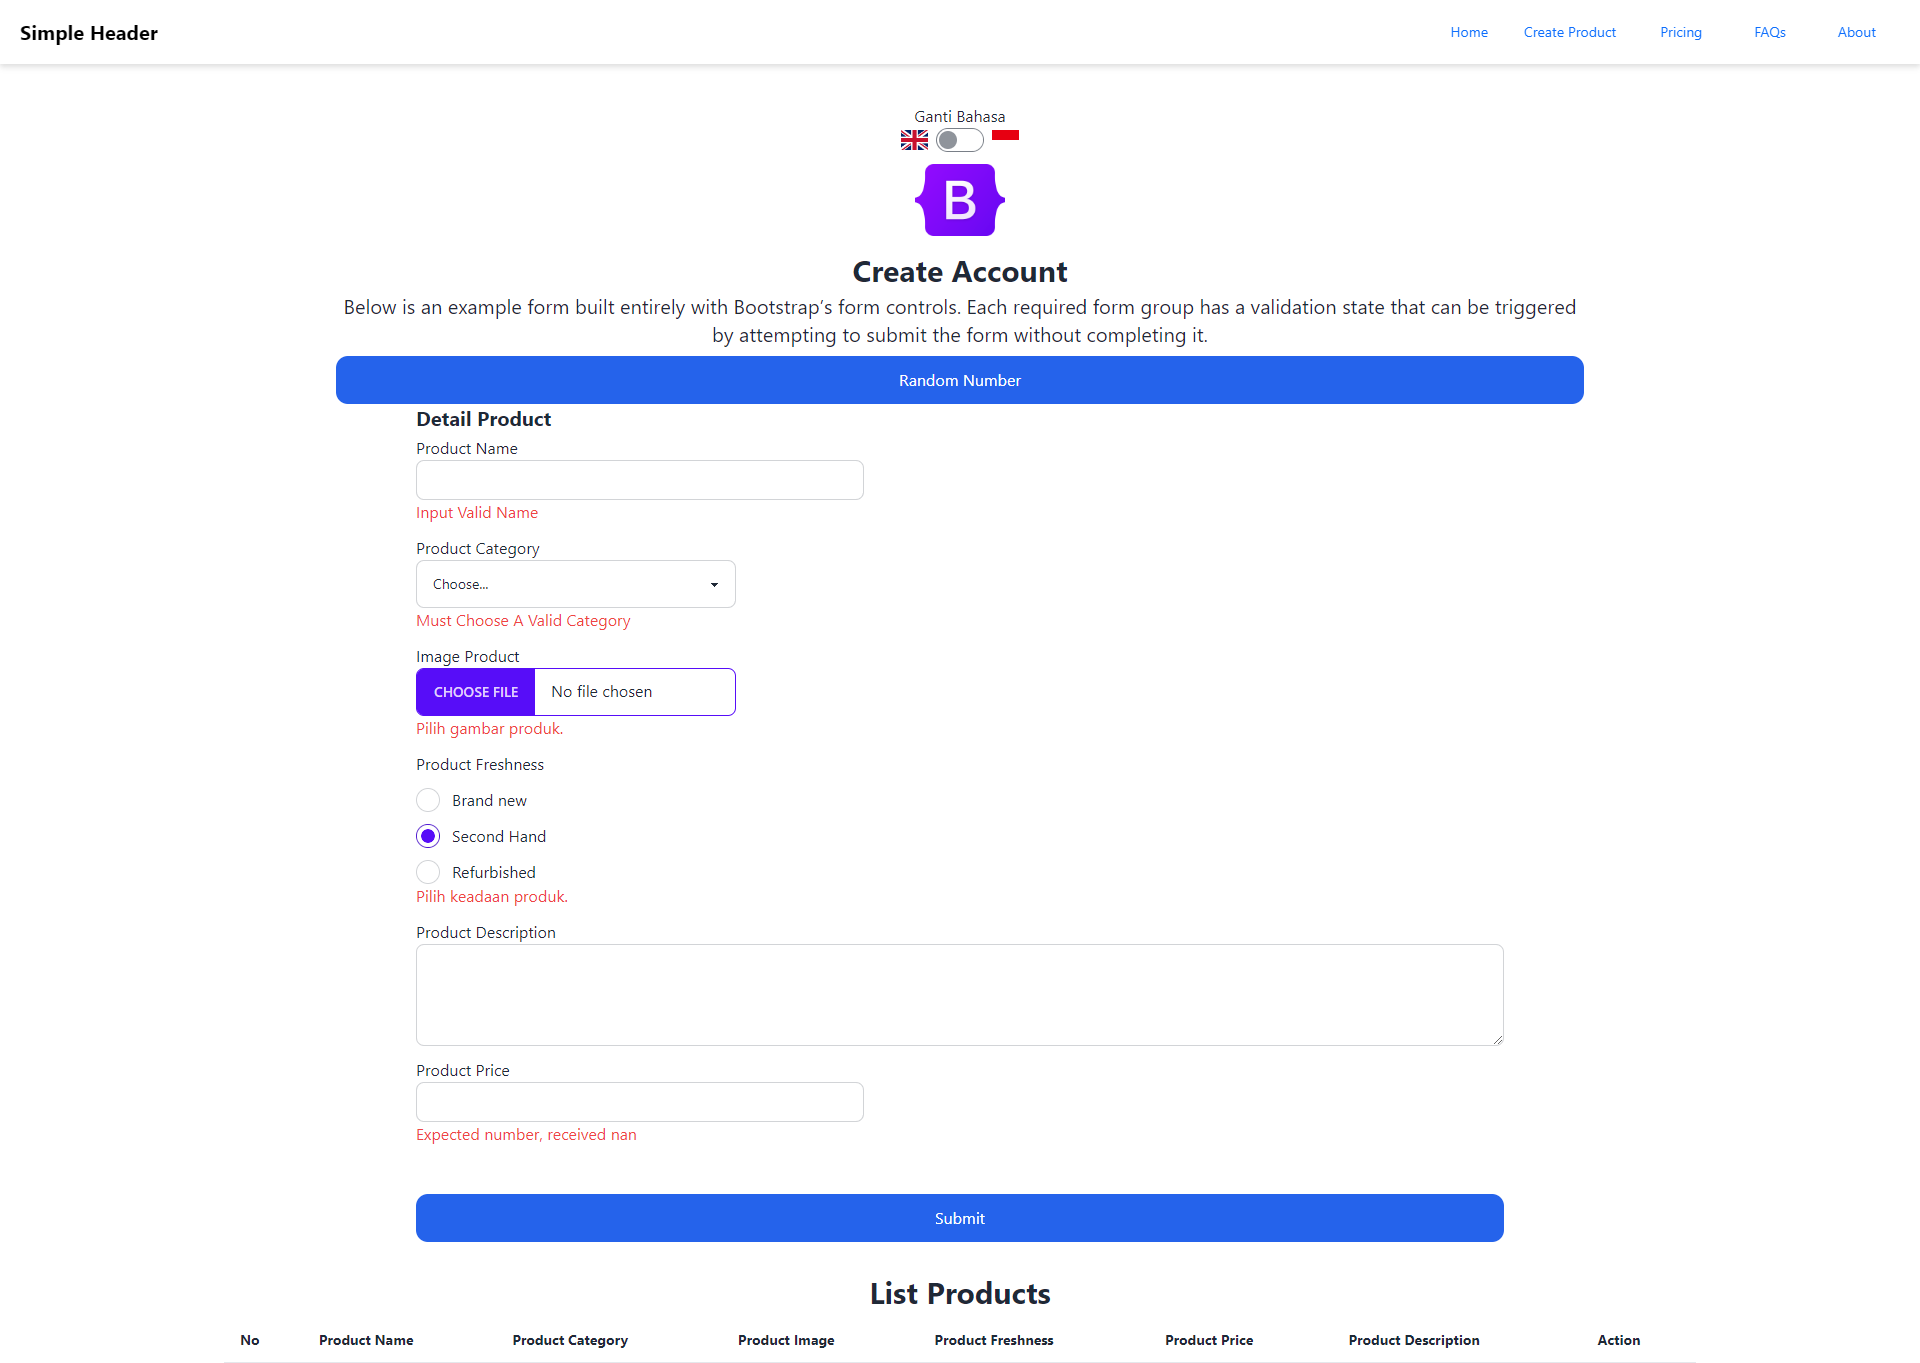 Simple Header
Home Create Product Pricing FAQs About
Ganti Bahasa
B
Create Account
Below is an example form built entirely with Bootstrap’s form controls. Each required form group has a validation state that can be triggered
by attempting to submit the form without completing it.
Random Number
Detail Product
Product Name
Input Valid Name
Product Category
Choose...
Must Choose A Valid Category
Image Product
CHOOSE FILE No file chosen
Pilih gambar produk.
Product Freshness
Brand new
Second Hand
Refurbished
Pilih keadaan produk.
Product Description
Product Price
Expected number, received nan
Submit
List Products
No Product Name Product Category Product Image Product Freshness Product Price Product Description Action